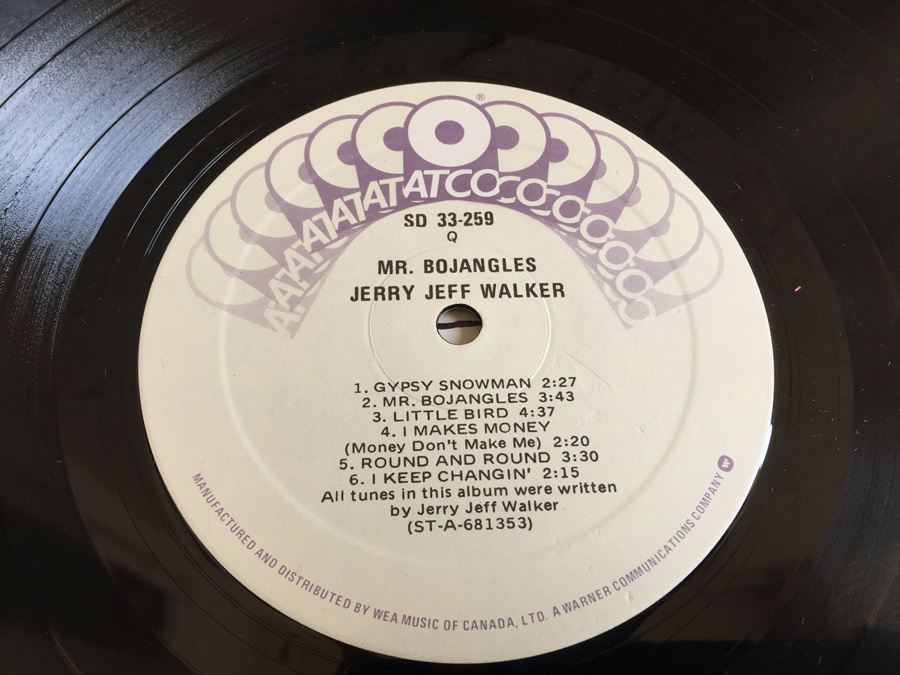 ATCO
®
SD 33-259
Q
MR. BOJANGLES
JERRY JEFF WALKER
1. GYPSY SNOWMAN 2:27
2. MR. BOJANGLES 3:43
3. LITTLE BIRD 4:37
4. I MAKES MONEY
(Money Don't Make Me) 2:20
5. ROUND AND ROUND 3:30
6. I KEEP CHANGIN' 2:15
All tunes in this album were written
by Jerry Jeff Walker
(ST-A-681353)
MANUFACTURED AND DISTRIBUTED BY WEA MUSIC OF CANADA, LTD. A WARNER COMMUNICATIONS COMPANY